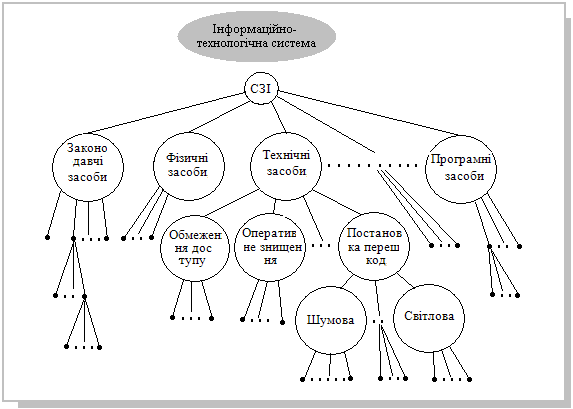 Інформаційно-
технологічна система
СЗІ
Законо
давчі
засоби
Фізичні
засоби
Технічні
засоби
Програмні
засоби
Обмежен
ня дос
тупу
Оператив
не знищен
ня
Постанов
ка переш
код
Шумова
Світлова